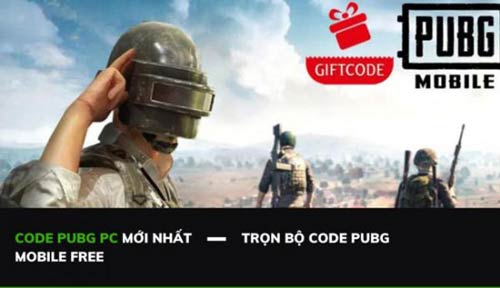 PUBG
GIFTCODE
MOBILE
CODE PUBG PC MỚI NHẤT — TRỌN BỘ CODE PUBG
MOBILE FREE